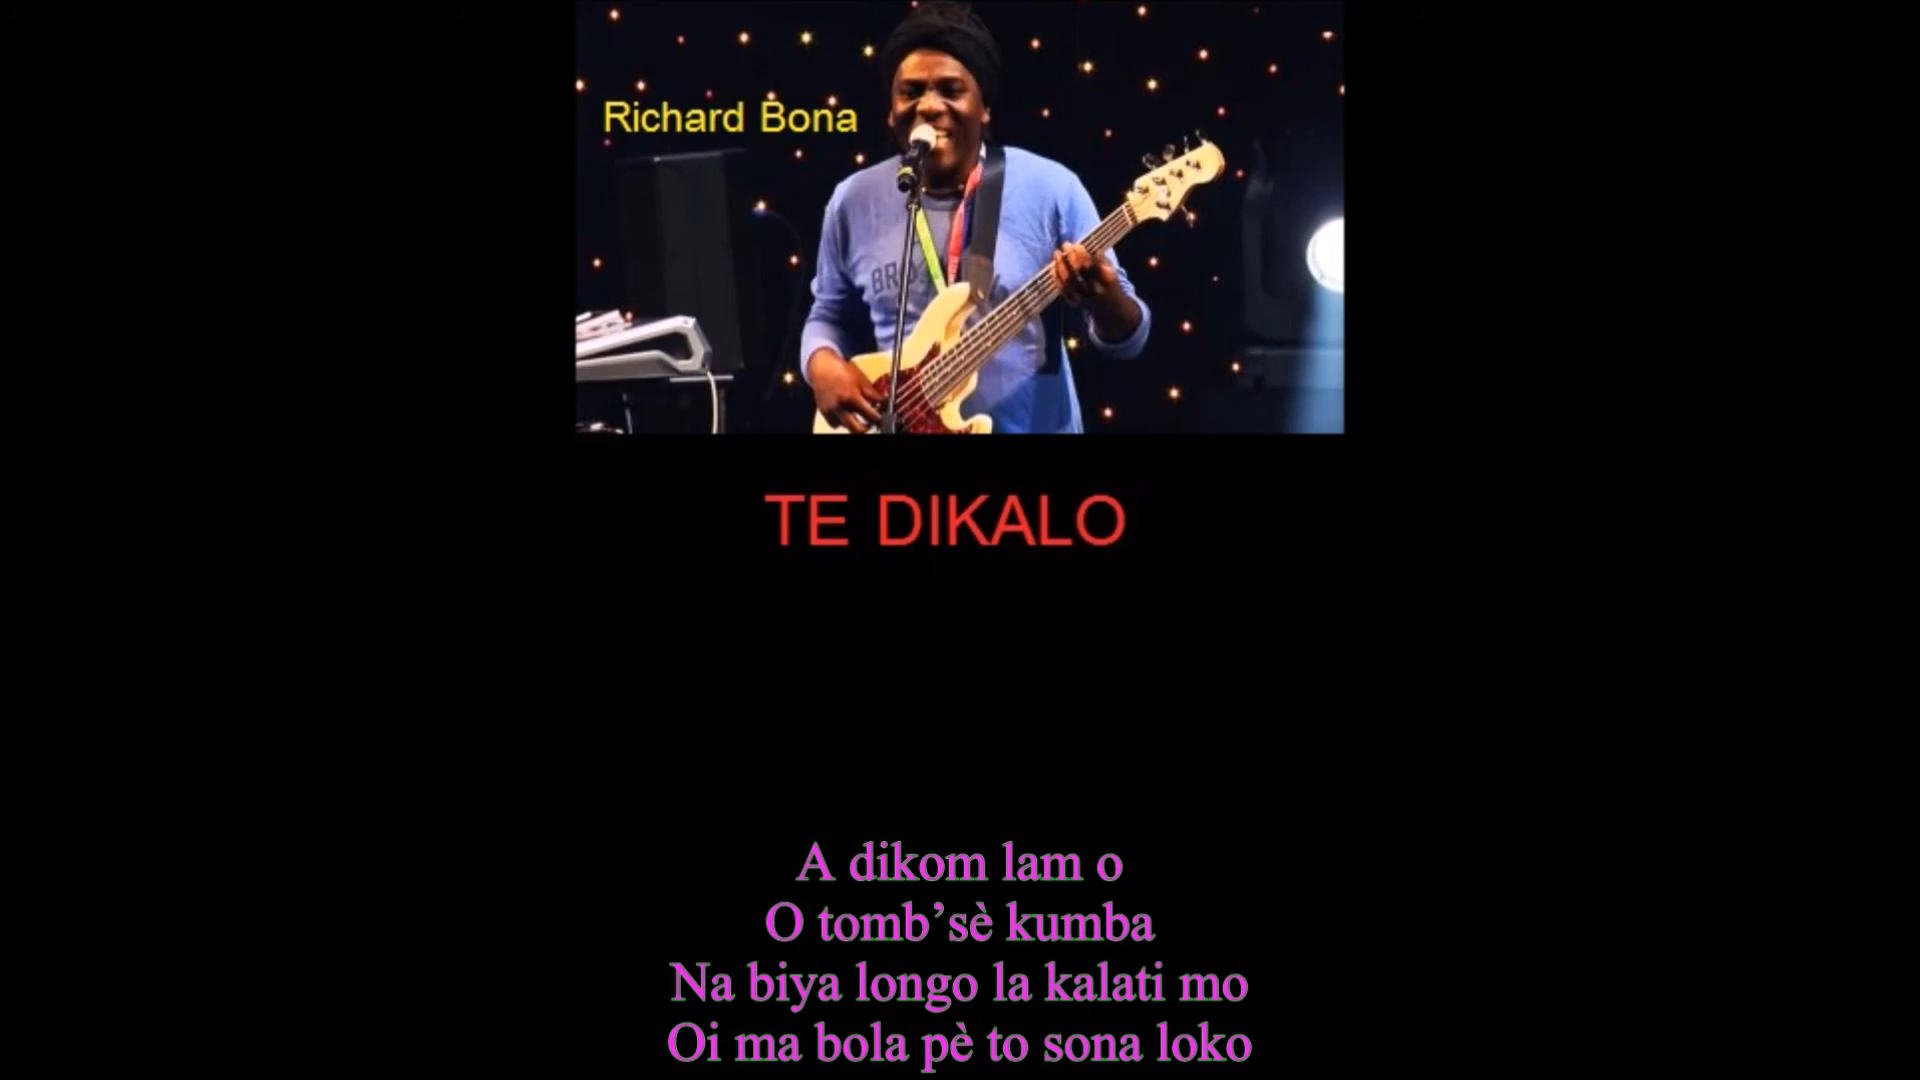 Richard Bona
TE DIKALO
A dikom lam o
O tomb’sè kumba
Na biya longo la kalati mo
Oi ma bola pè to sona loko